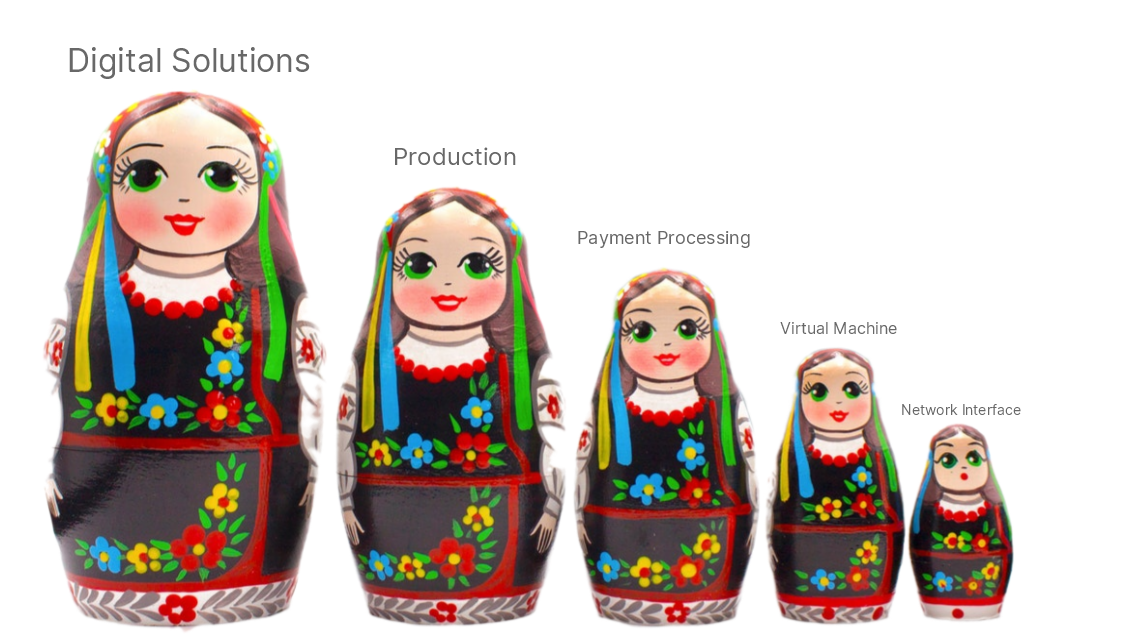 Digital Solutions
Production
Payment Processing
Virtual Machine
Network Interface